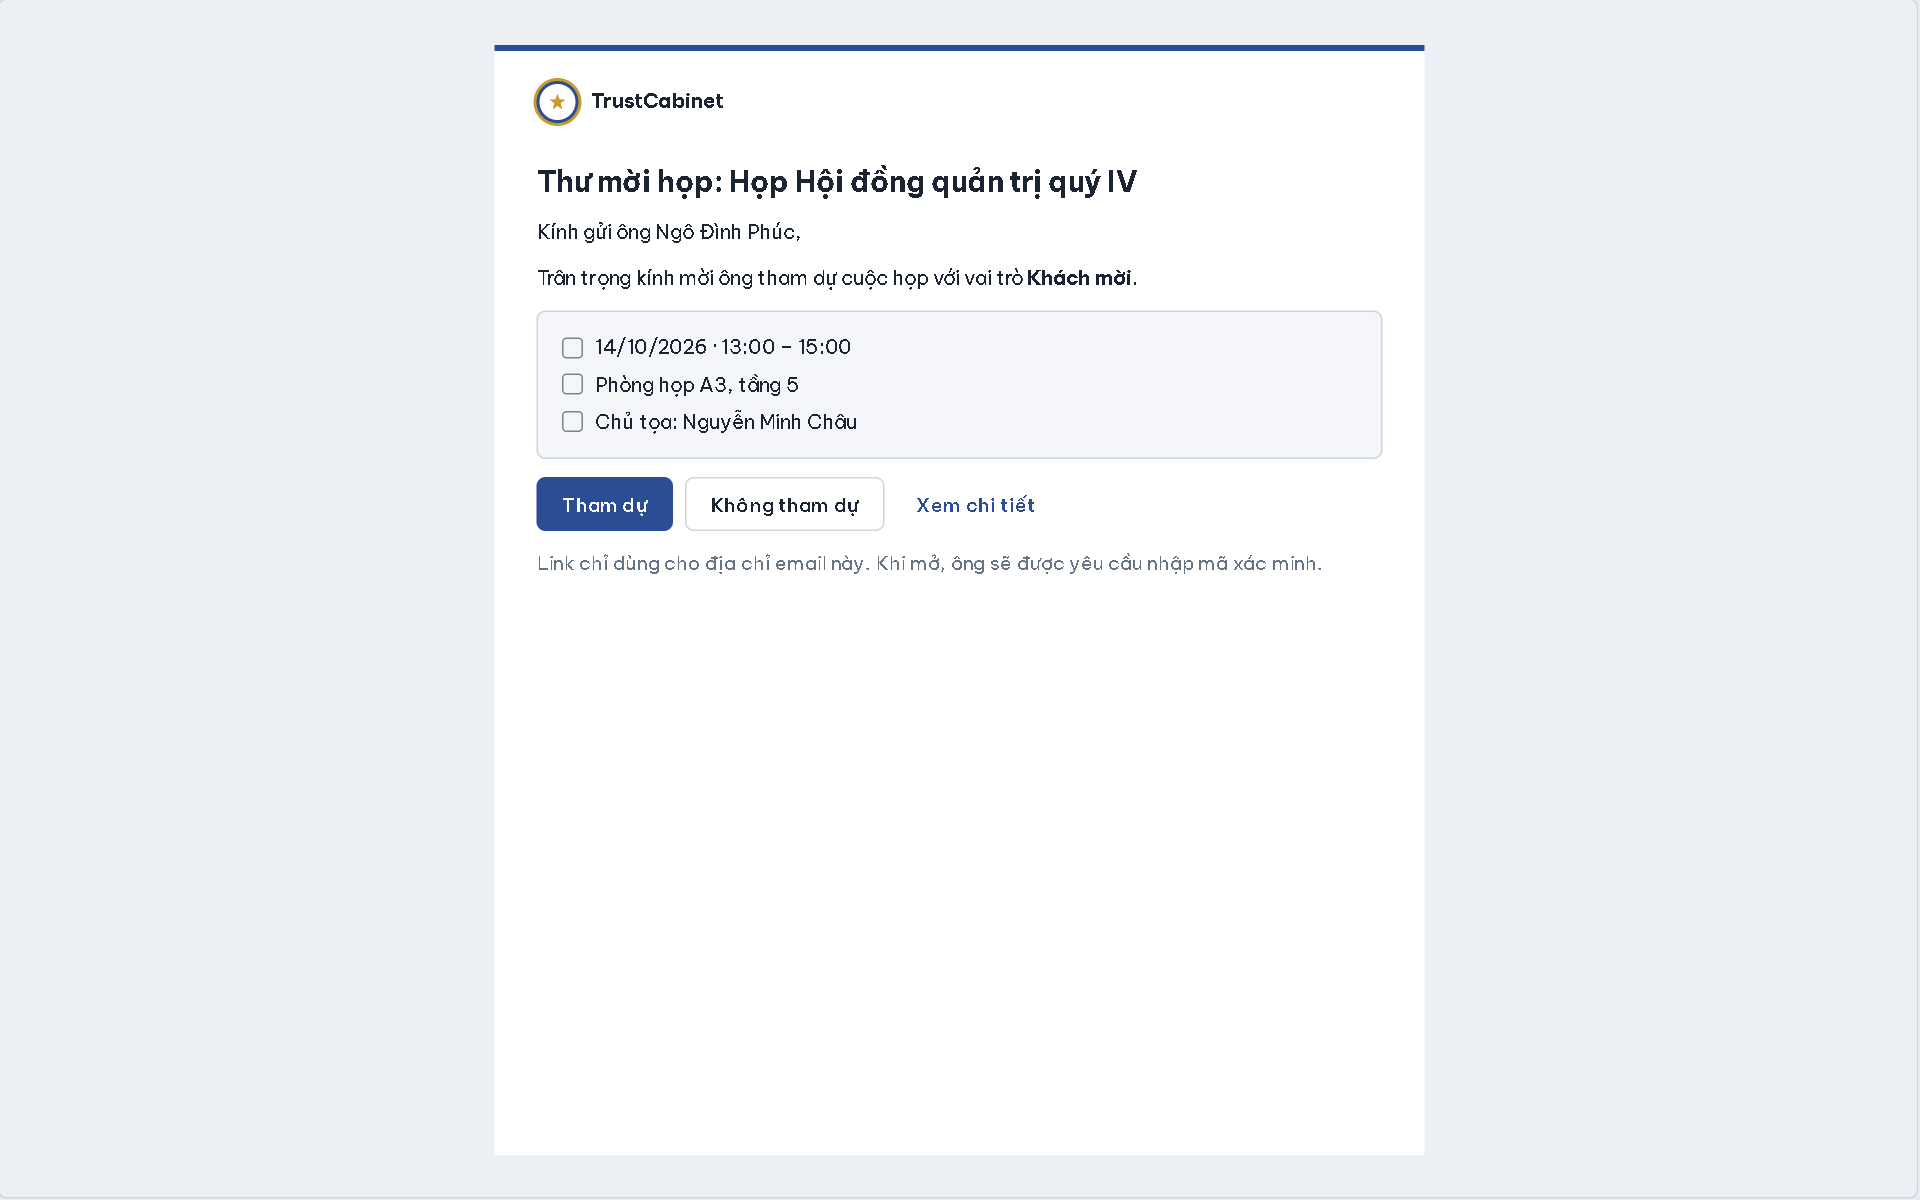 TrustCabinet
Thư mời họp: Họp Hội đồng quản trị quý IV
Kính gửi ông Ngô Đình Phúc,
Trân trọng kính mời ông tham dự cuộc họp với vai trò Khách mời.
14/10/2026 · 13:00 – 15:00
Phòng họp A3, tầng 5
Chủ tọa: Nguyễn Minh Châu
Tham dự
Không tham dự
Xem chi tiết
Link chỉ dùng cho địa chỉ email này. Khi mở, ông sẽ được yêu cầu nhập mã xác minh.